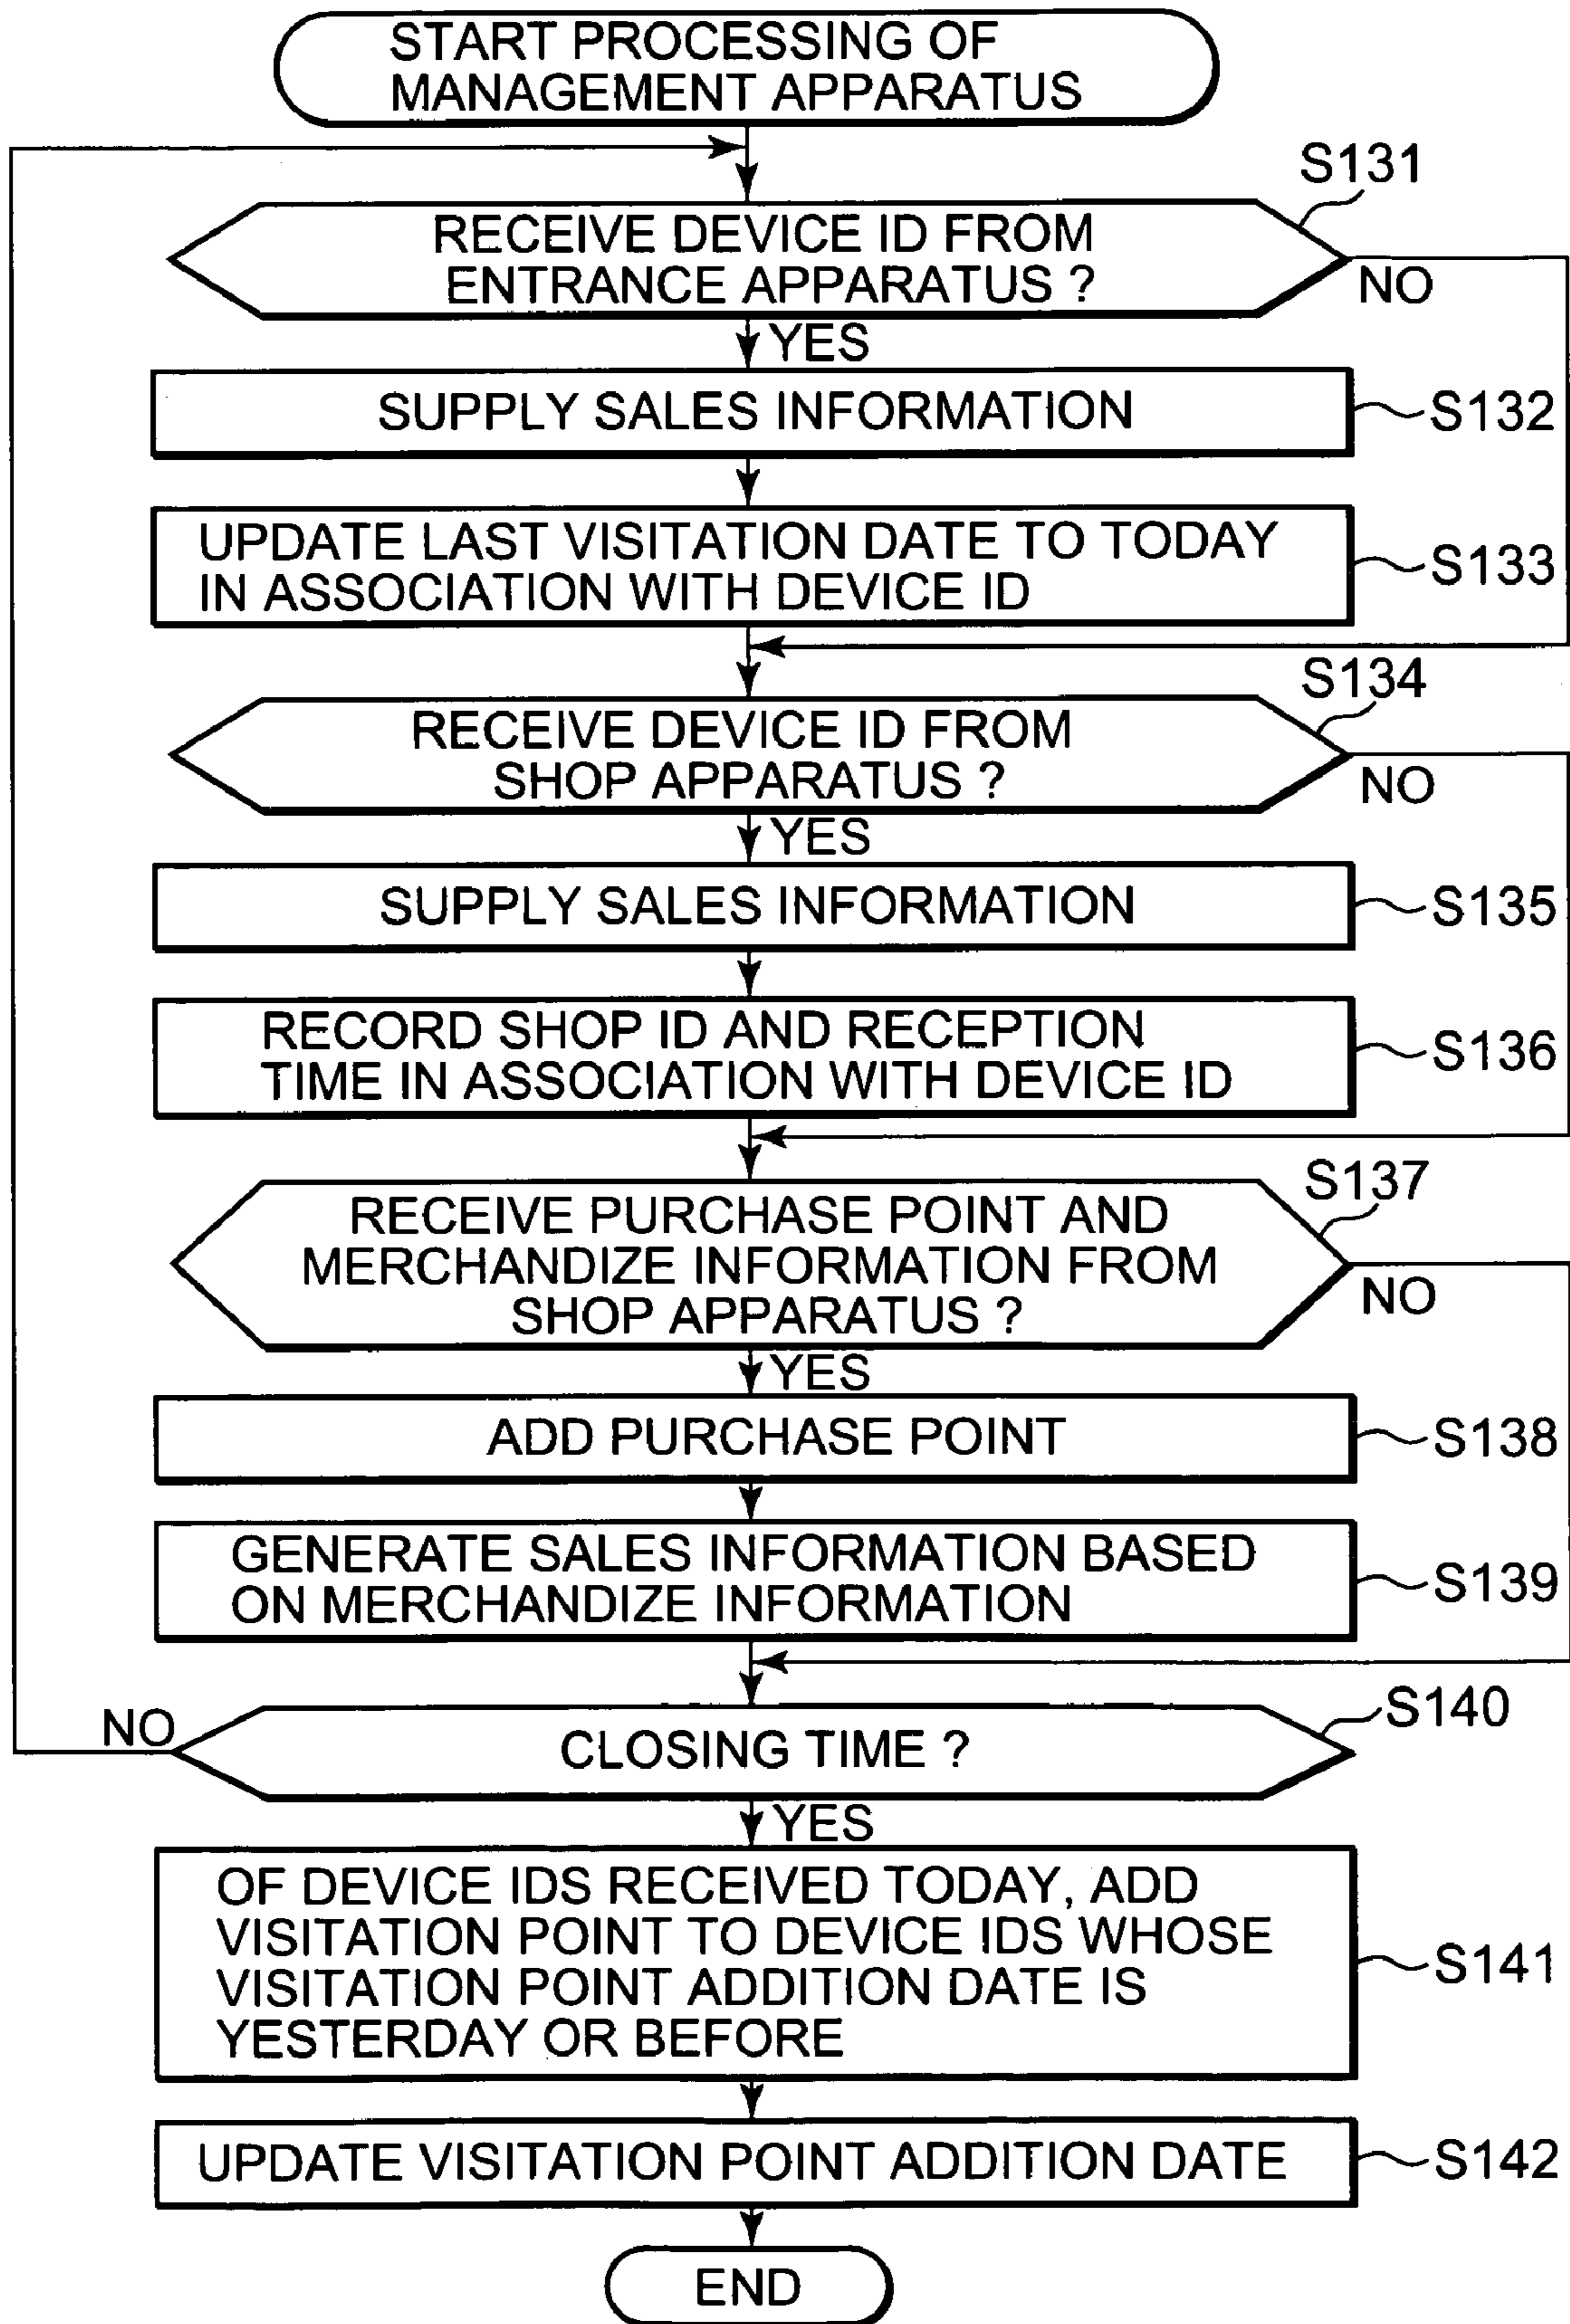 START PROCESSING OF
MANAGEMENT APPARATUS
S131
RECEIVE DEVICE ID FROM
ENTRANCE APPARATUS ?
NO
YES
SUPPLY SALES INFORMATION
S132
UPDATE LAST VISITATION DATE TO TODAY
IN ASSOCIATION WITH DEVICE ID
S133
S134
RECEIVE DEVICE ID FROM
SHOP APPARATUS ?
NO
YES
SUPPLY SALES INFORMATION
S135
RECORD SHOP ID AND RECEPTION
TIME IN ASSOCIATION WITH DEVICE ID
S136
S137
RECEIVE PURCHASE POINT AND
MERCHANDIZE INFORMATION FROM
SHOP APPARATUS ?
NO
YES
ADD PURCHASE POINT
S138
GENERATE SALES INFORMATION BASED
ON MERCHANDIZE INFORMATION
S139
S140
NO
CLOSING TIME ?
YES
OF DEVICE IDS RECEIVED TODAY, ADD
VISITATION POINT TO DEVICE IDS WHOSE
VISITATION POINT ADDITION DATE IS
YESTERDAY OR BEFORE
S141
UPDATE VISITATION POINT ADDITION DATE
S142
END